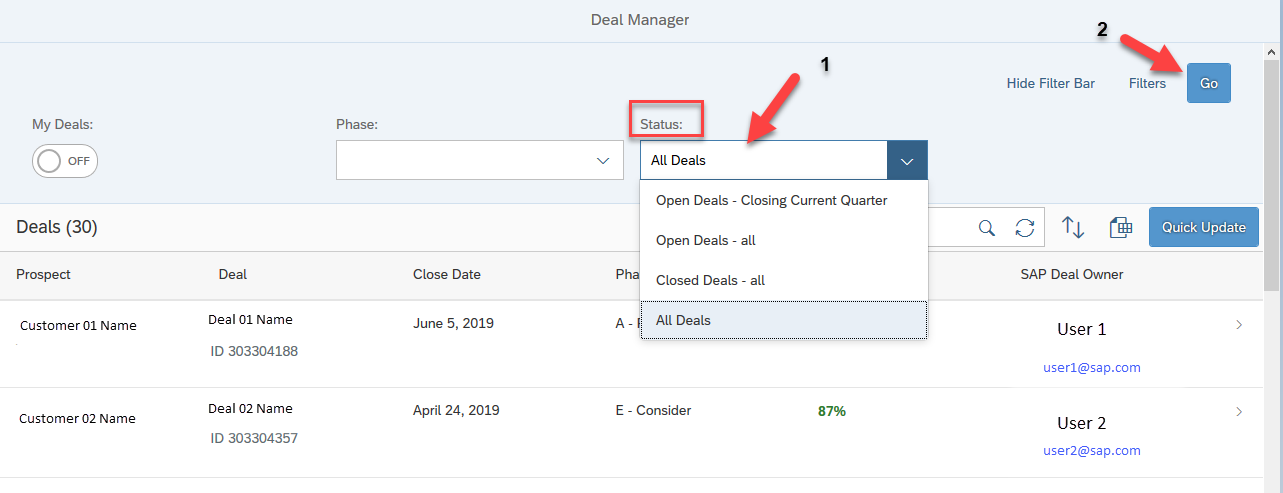 Deal Manager
1
2
Hide Filter Bar Filters Go
My Deals: Phase: Status:
OFF All Deals
Open Deals - Closing Current Quarter
Deals (30) Quick Update
Open Deals - all
Prospect Deal Close Date Pha SAP Deal Owner
Closed Deals - all
All Deals
Customer 01 Name Deal 01 Name June 5, 2019 A - User 1
ID 303304188 user1@sap.com
Customer 02 Name Deal 02 Name April 24, 2019 E - Consider 87% User 2
ID 303304357 user2@sap.com